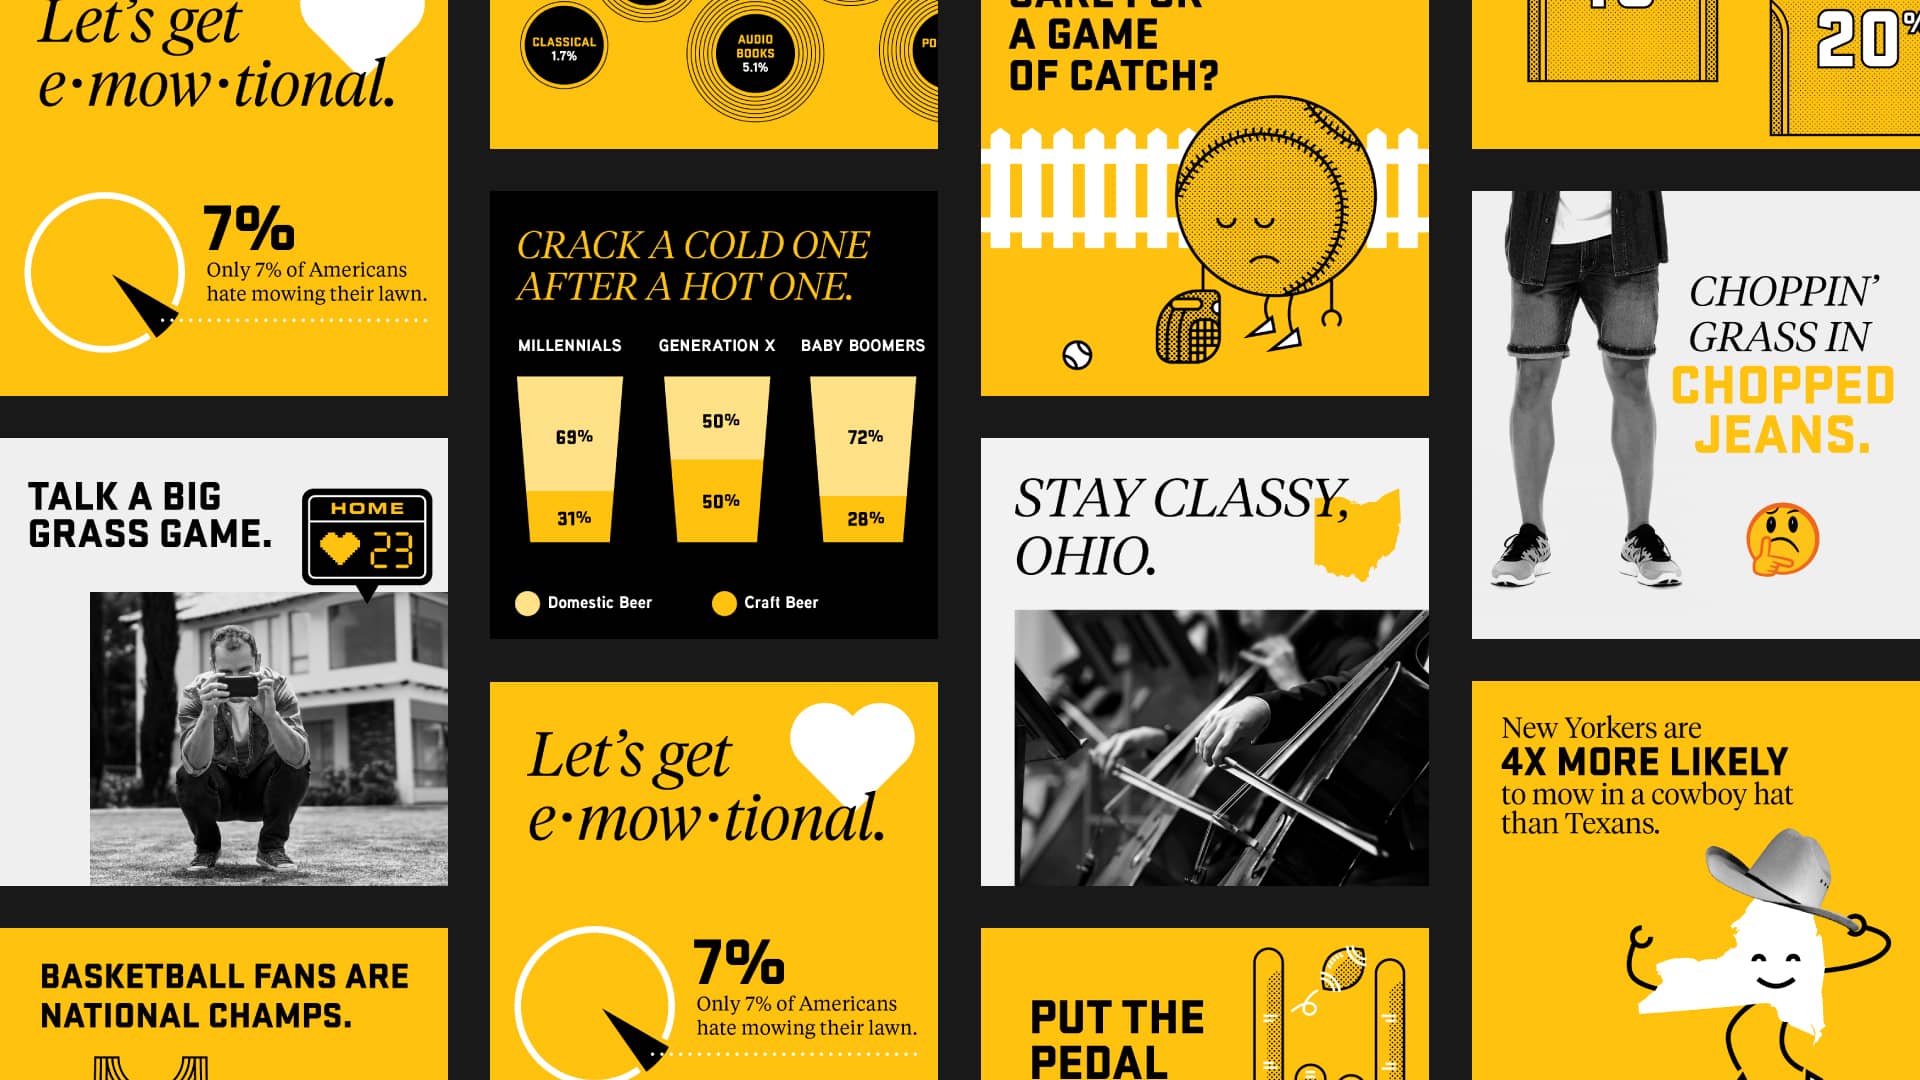 Let's get
e·mow·tional.
7%
Only 7% of Americans
hate mowing their lawn.
TALK A BIG
GRASS GAME.
HOME
23
BASKETBALL FANS ARE
NATIONAL CHAMPS.
CLASSICAL
1.7%
AUDIO
BOOKS
5.1%
PO
CRACK A COLD ONE
AFTER A HOT ONE.
MILLENNIALS
GENERATION X
BABY BOOMERS
69%
50%
72%
31%
50%
28%
Domestic Beer
Craft Beer
Let's get
e·mow·tional.
7%
Only 7% of Americans
hate mowing their lawn.
A GAME
OF CATCH?
STAY CLASSY,
OHIO.
PUT THE
PEDAL
20%
CHOPPIN'
GRASS IN
CHOPPED
JEANS.
New Yorkers are
4X MORE LIKELY
to mow in a cowboy hat
than Texans.